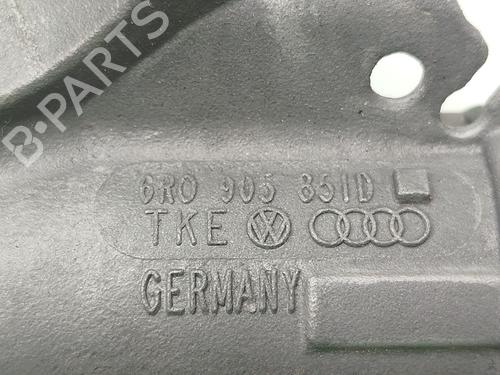 B-PARTS
6R0 905 851D
TKE
GERMANY